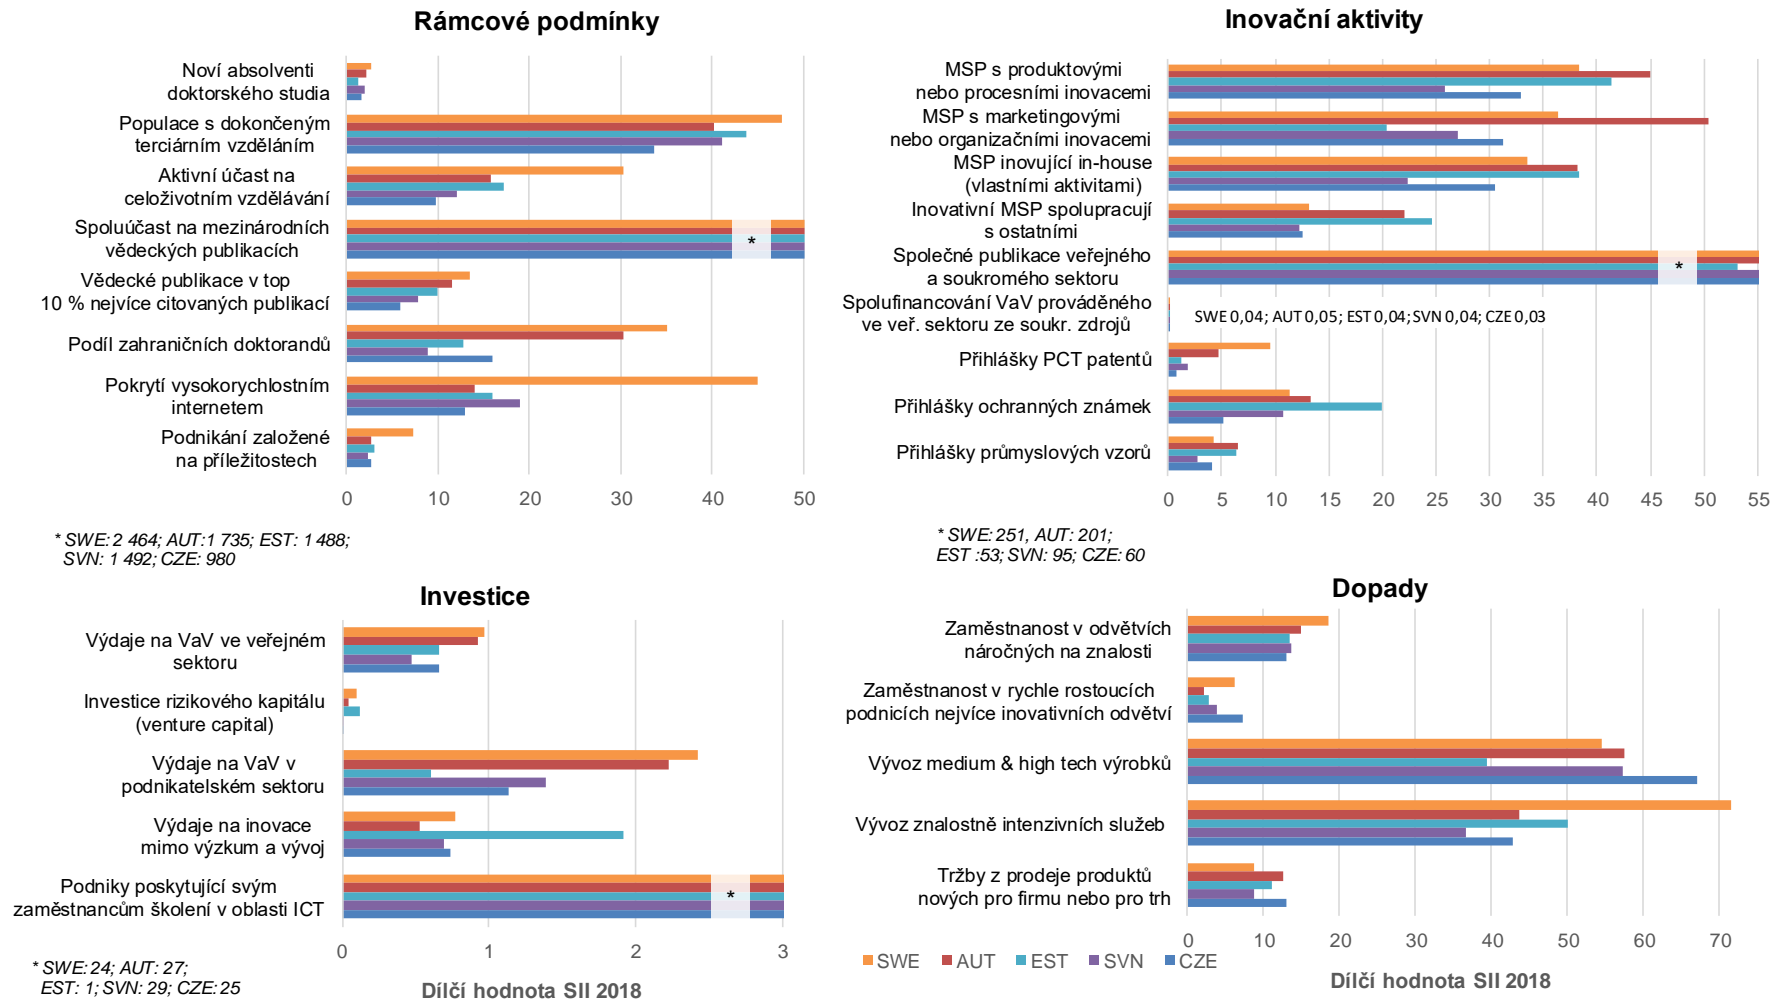 Rámcové podmínky
Noví absolventi
doktorského studia
Populace s dokončeným
terciárním vzděláním
Aktivní účast na
celoživotním vzdělávání
Spoluúčast na mezinárodních
vědeckých publikacích
*
Vědecké publikace v top
10 % nejvíce citovaných publikací
Podíl zahraničních doktorandů
Pokrytí vysokorychlostním
internetem
Podnikání založené
na příležitostech
0 10 20 30 40 50
* SWE: 2 464; AUT:1 735; EST: 1 488;
SVN: 1 492; CZE: 980
Inovační aktivity
MSP s produktovými
nebo procesními inovacemi
MSP s marketingovými
nebo organizačními inovacemi
MSP inovující in-house
(vlastními aktivitami)
Inovativní MSP spolupracují
s ostatními
Společné publikace veřejného
a soukromého sektoru
*
Spolufinancování VaV prováděného
ve veř. sektoru ze soukr. zdrojů
SWE 0,04; AUT 0,05; EST 0,04; SVN 0,04; CZE 0,03
Přihlášky PCT patentů
Přihlášky ochranných známek
Přihlášky průmyslových vzorů
0 5 10 15 20 25 30 35 40 45 50 55
* SWE: 251, AUT: 201;
EST :53; SVN: 95; CZE: 60
Investice
Výdaje na VaV ve veřejném
sektoru
Investice rizikového kapitálu
(venture capital)
Výdaje na VaV v
podnikatelském sektoru
Výdaje na inovace
mimo výzkum a vývoj
Podniky poskytující svým
zaměstnancům školení v oblasti ICT
*
0 1 2 3
* SWE: 24; AUT: 27;
EST: 1; SVN: 29; CZE: 25
Dílčí hodnota SII 2018
Dopady
Zaměstnanost v odvětvích
náročných na znalosti
Zaměstnanost v rychle rostoucích
podnicích nejvíce inovativních odvětví
Vývoz medium & high tech výrobků
Vývoz znalostně intenzivních služeb
Tržby z prodeje produktů
nových pro firmu nebo pro trh
0 10 20 30 40 50 60 70
SWE AUT EST SVN CZE
Dílčí hodnota SII 2018